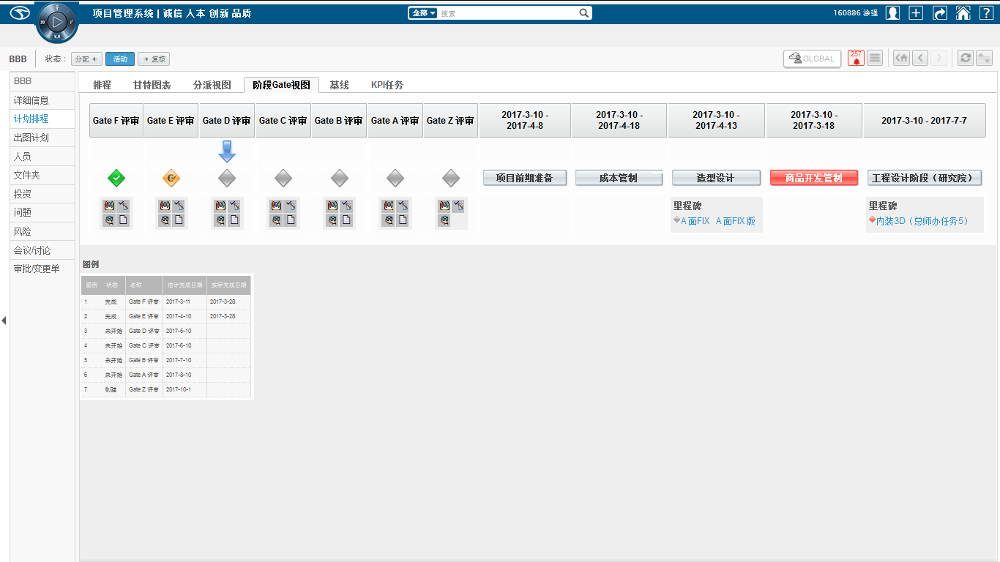 项目管理系统 | 诚信 人本 创新 品质
全部 搜索
160886 涂强
BBB 状态 : 分配 活动 复核
GLOBAL 257
BBB
详细信息
计划排程
出图计划
人员
文件夹
投资
问题
风险
会议/讨论
审批/变更单
排程 甘特图表 分派视图 阶段Gate视图 基线 KPI任务
Gate F 评审 Gate E 评审 Gate D 评审 Gate C 评审 Gate B 评审 Gate A 评审 Gate Z 评审
2017-3-10 - 2017-4-8
2017-3-10 - 2017-4-18
2017-3-10 - 2017-4-13
2017-3-10 - 2017-3-18
2017-3-10 - 2017-7-7
项目前期准备 成本管制 造型设计 商品开发管制 工程设计阶段（研究院）
里程碑
A面FIX A面FIX 版
里程碑
内装3D（总师办任务5）
图例
图例 状态 名称 估计完成日期 实际完成日期
1 完成 Gate F 评审 2017-3-11 2017-3-28
2 完成 Gate E 评审 2017-4-10 2017-3-28
3 未开始 Gate D 评审 2017-5-10
4 未开始 Gate C 评审 2017-6-10
5 未开始 Gate B 评审 2017-7-10
6 未开始 Gate A 评审 2017-8-10
7 创建 Gate Z 评审 2017-10-1